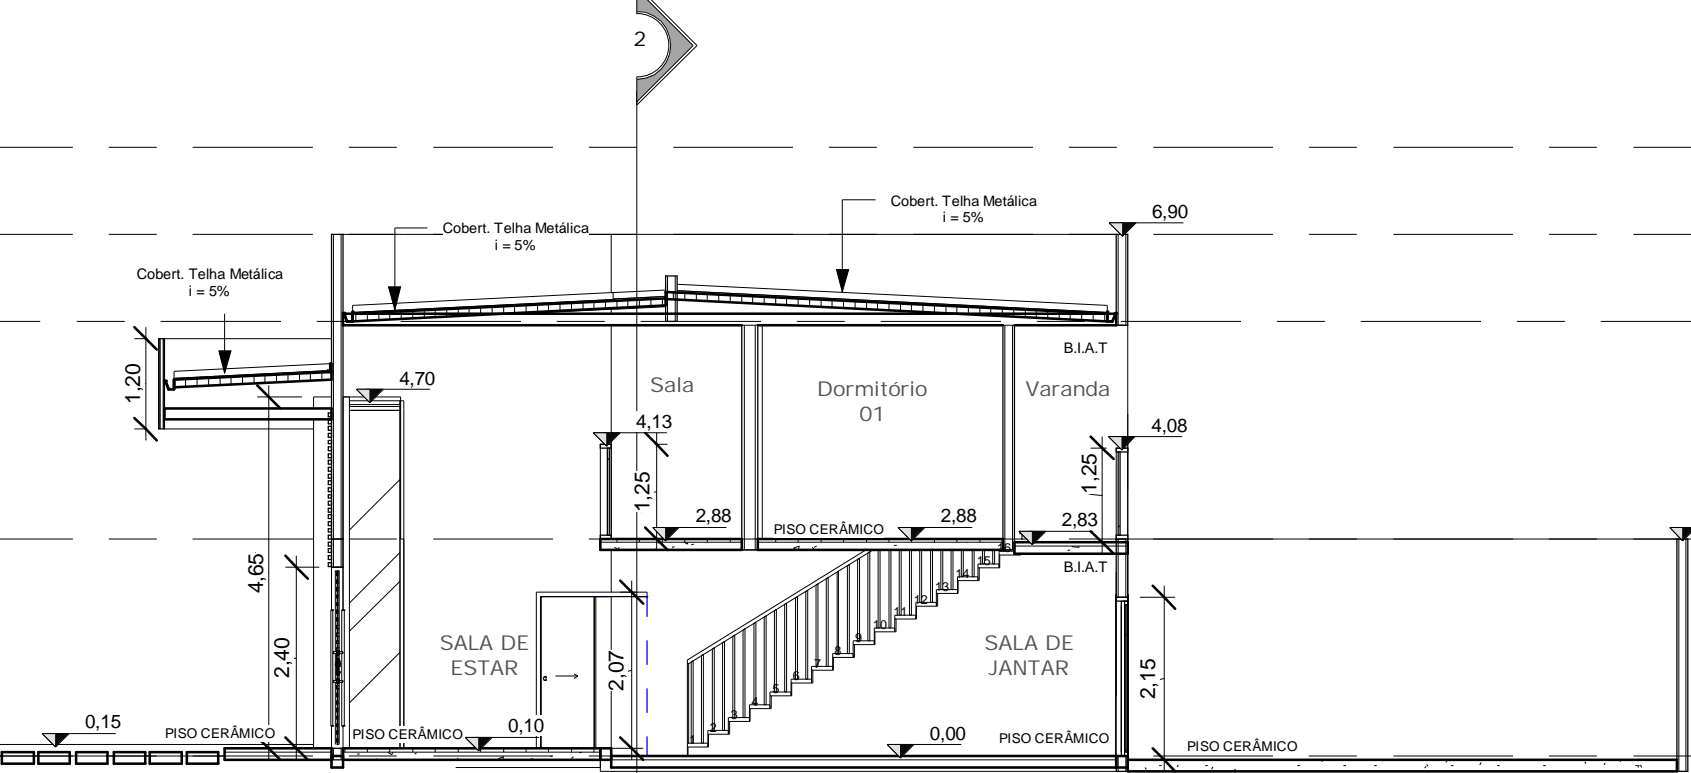 2
Cobert. Telha Metálica
i = 5%
6,90
Cobert. Telha Metálica
i = 5%
Cobert. Telha Metálica
i = 5%
B.I.A.T
1,20
4,70
Sala
Dormitório
01
Varanda
4,13
4,08
1,25
1,25
2,88
PISO CERÂMICO
2,88
2,83
B.I.A.T
4,65
2,40
SALA DE
ESTAR
2,07
1
2
3
4
5
6
7
8
9
10
11
12
13
14
15
16
SALA DE
JANTAR
2,15
0,15
PISO CERÂMICO
PISO CERÂMICO
0,10
0,00
PISO CERÂMICO
PISO CERÂMICO